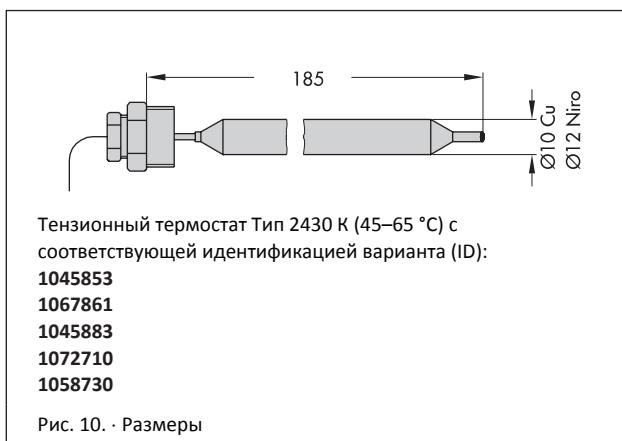 185
Ø10 Cu
Ø12 Niro
Тензионный термостат Тип 2430 К (45–65 °C) с
соответствующей идентификацией варианта (ID):
1045853
1067861
1045883
1072710
1058730
Рис. 10. · Размеры